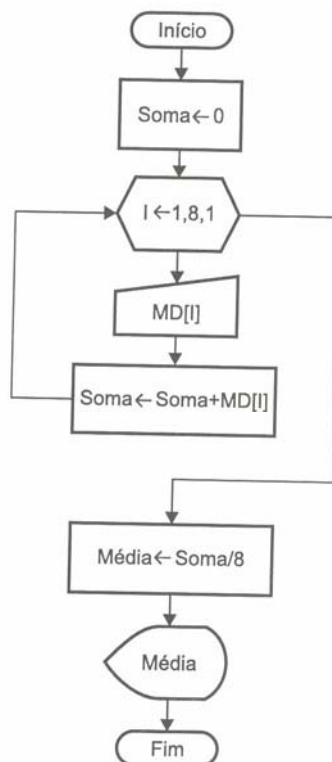 Início
Soma←0
I←1,8,1
MD[I]
Soma←Soma+MD[I]
Média←Soma/8
Média
Fim